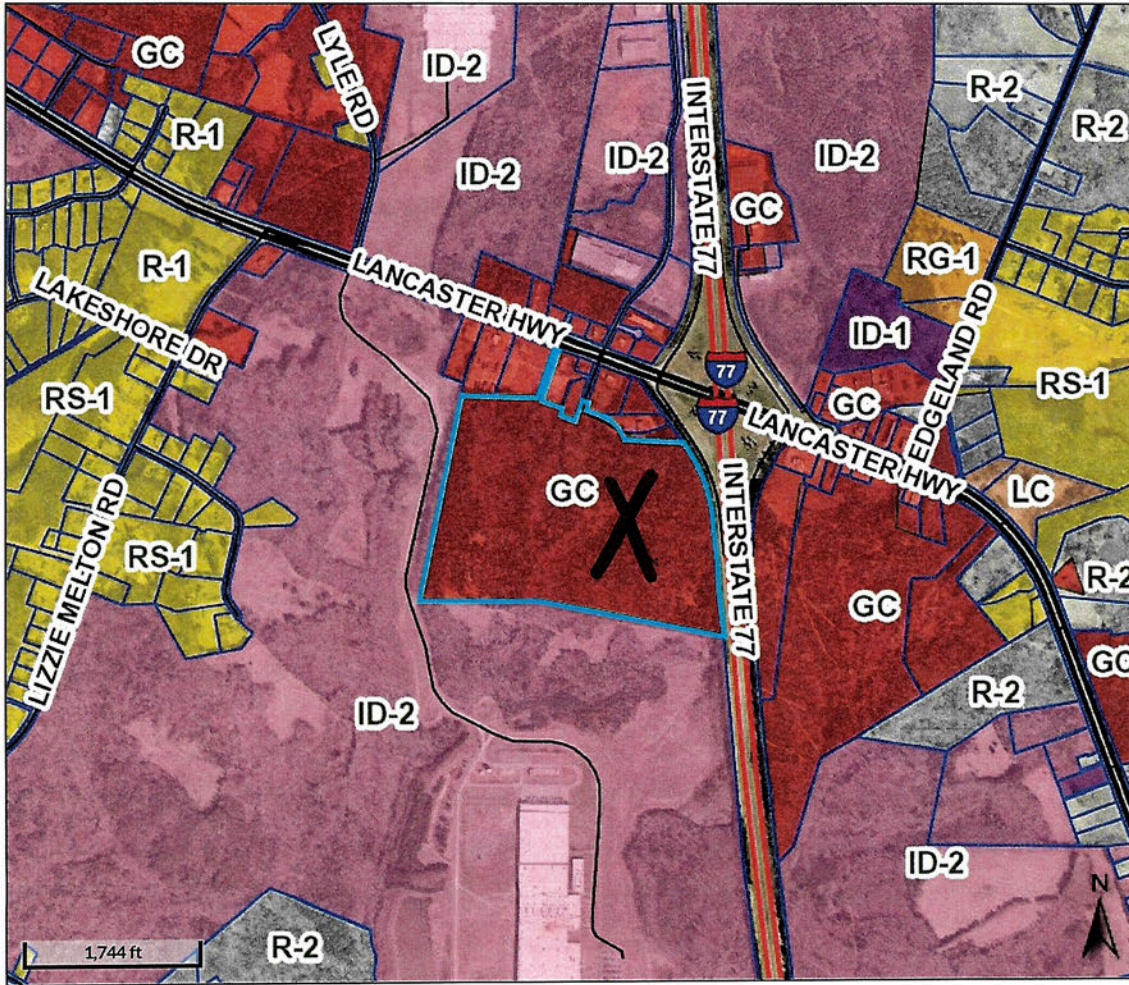 GC
LYLE RD
ID-2
R-1
ID-2
ID-2
INTERSTATE 77
ID-2
R-2
R-2
GC
R-1
LANCASTER HWY
RG-1
EDGELAND RD
LAKESHORE DR
ID-1
RS-1
77
77
GC
RS-1
LANCASTER HWY
LC
GC
X
INTERSTATE 77
RS-1
LIZZIE MELTON RD
R-2
GC
GC
R-2
ID-2
ID-2
N
R-2
1,744 ft